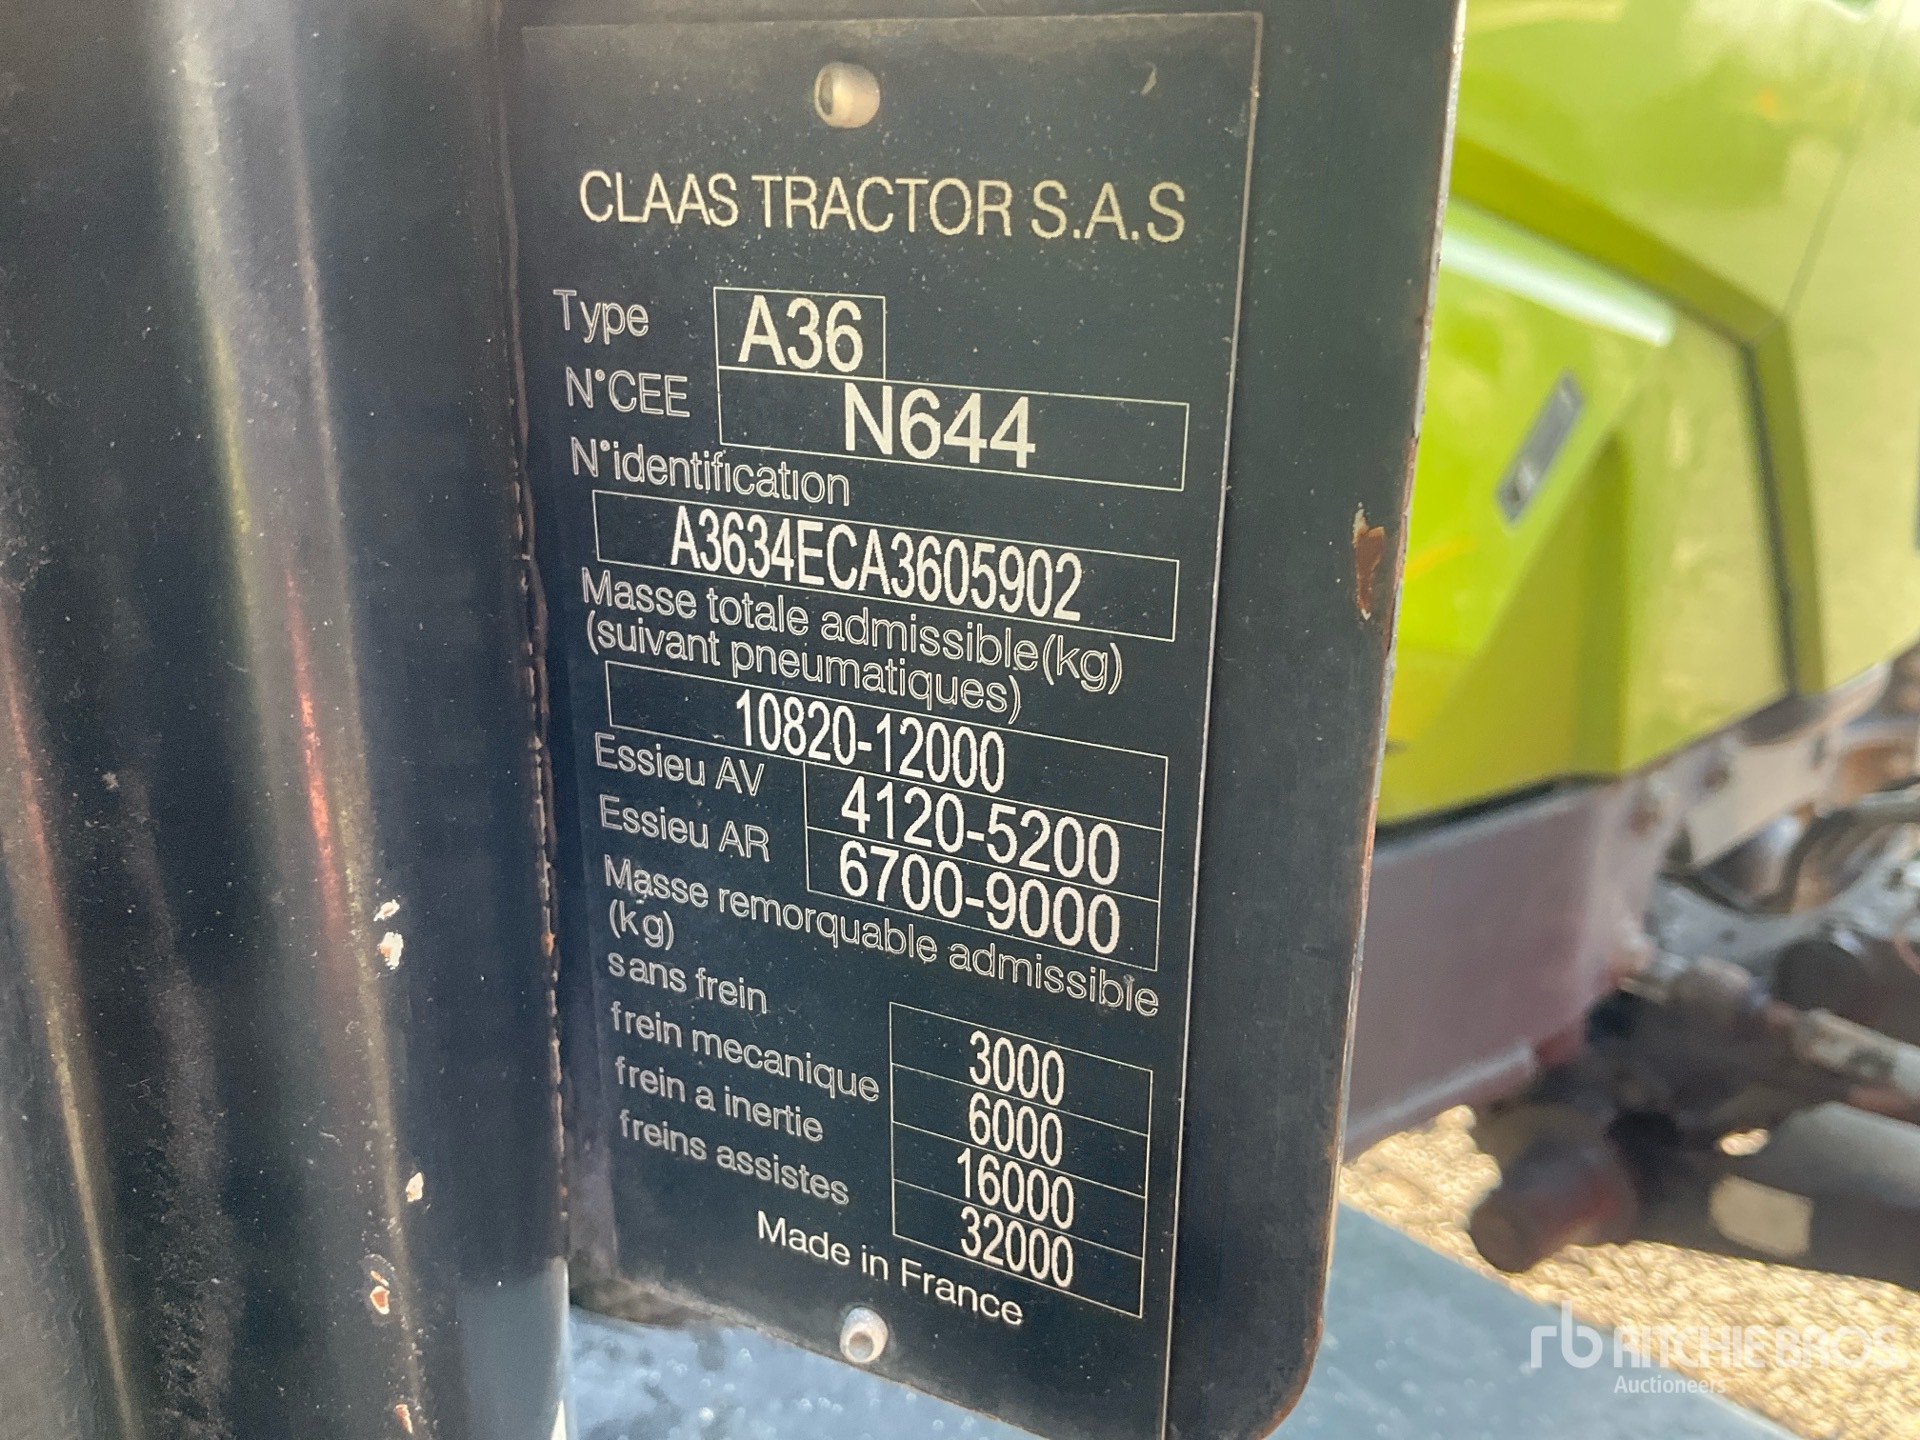 CLAAS TRACTOR S.A.S
Type A36
N°CEE N644
N°identification
A3634ECA3605902
Masse totale admissible(kg)
(suivant pneumatiques)
10820-12000
Essieu AV 4120-5200
Essieu AR 6700-9000
Masse remorquable admissible
(kg)
sans frein 3000
frein mecanique 6000
frein a inertie 16000
freins assistes 32000
Made in France
rb RITCHIE BROS
Auctioneers